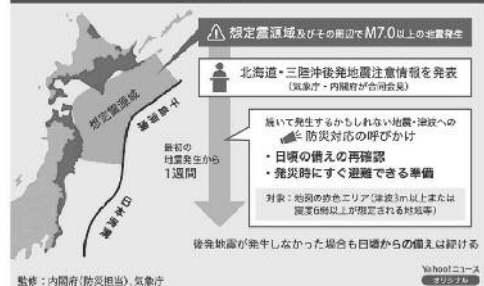 想定震源域及びその周辺でM7.0以上の地震発生
北海道・三陸沖後発地震注意情報を発表
(気象庁・内閣府が合同会見)
想定震源域
千島海溝
日本海溝
最初の
地震発生から
1週間
続いて発生するかもしれない地震・津波への
防災対応の呼びかけ
・日頃の備えの再確認
・発災時にすぐ避難できる準備
対象:地図の赤色エリア(津波3m以上または
震度6弱以上が想定される地域等)
後発地震が発生しなかった場合も日頃からの備えは続ける
監修:内閣府(防災担当)、気象庁
Yahoo!ニュース
オリジナル